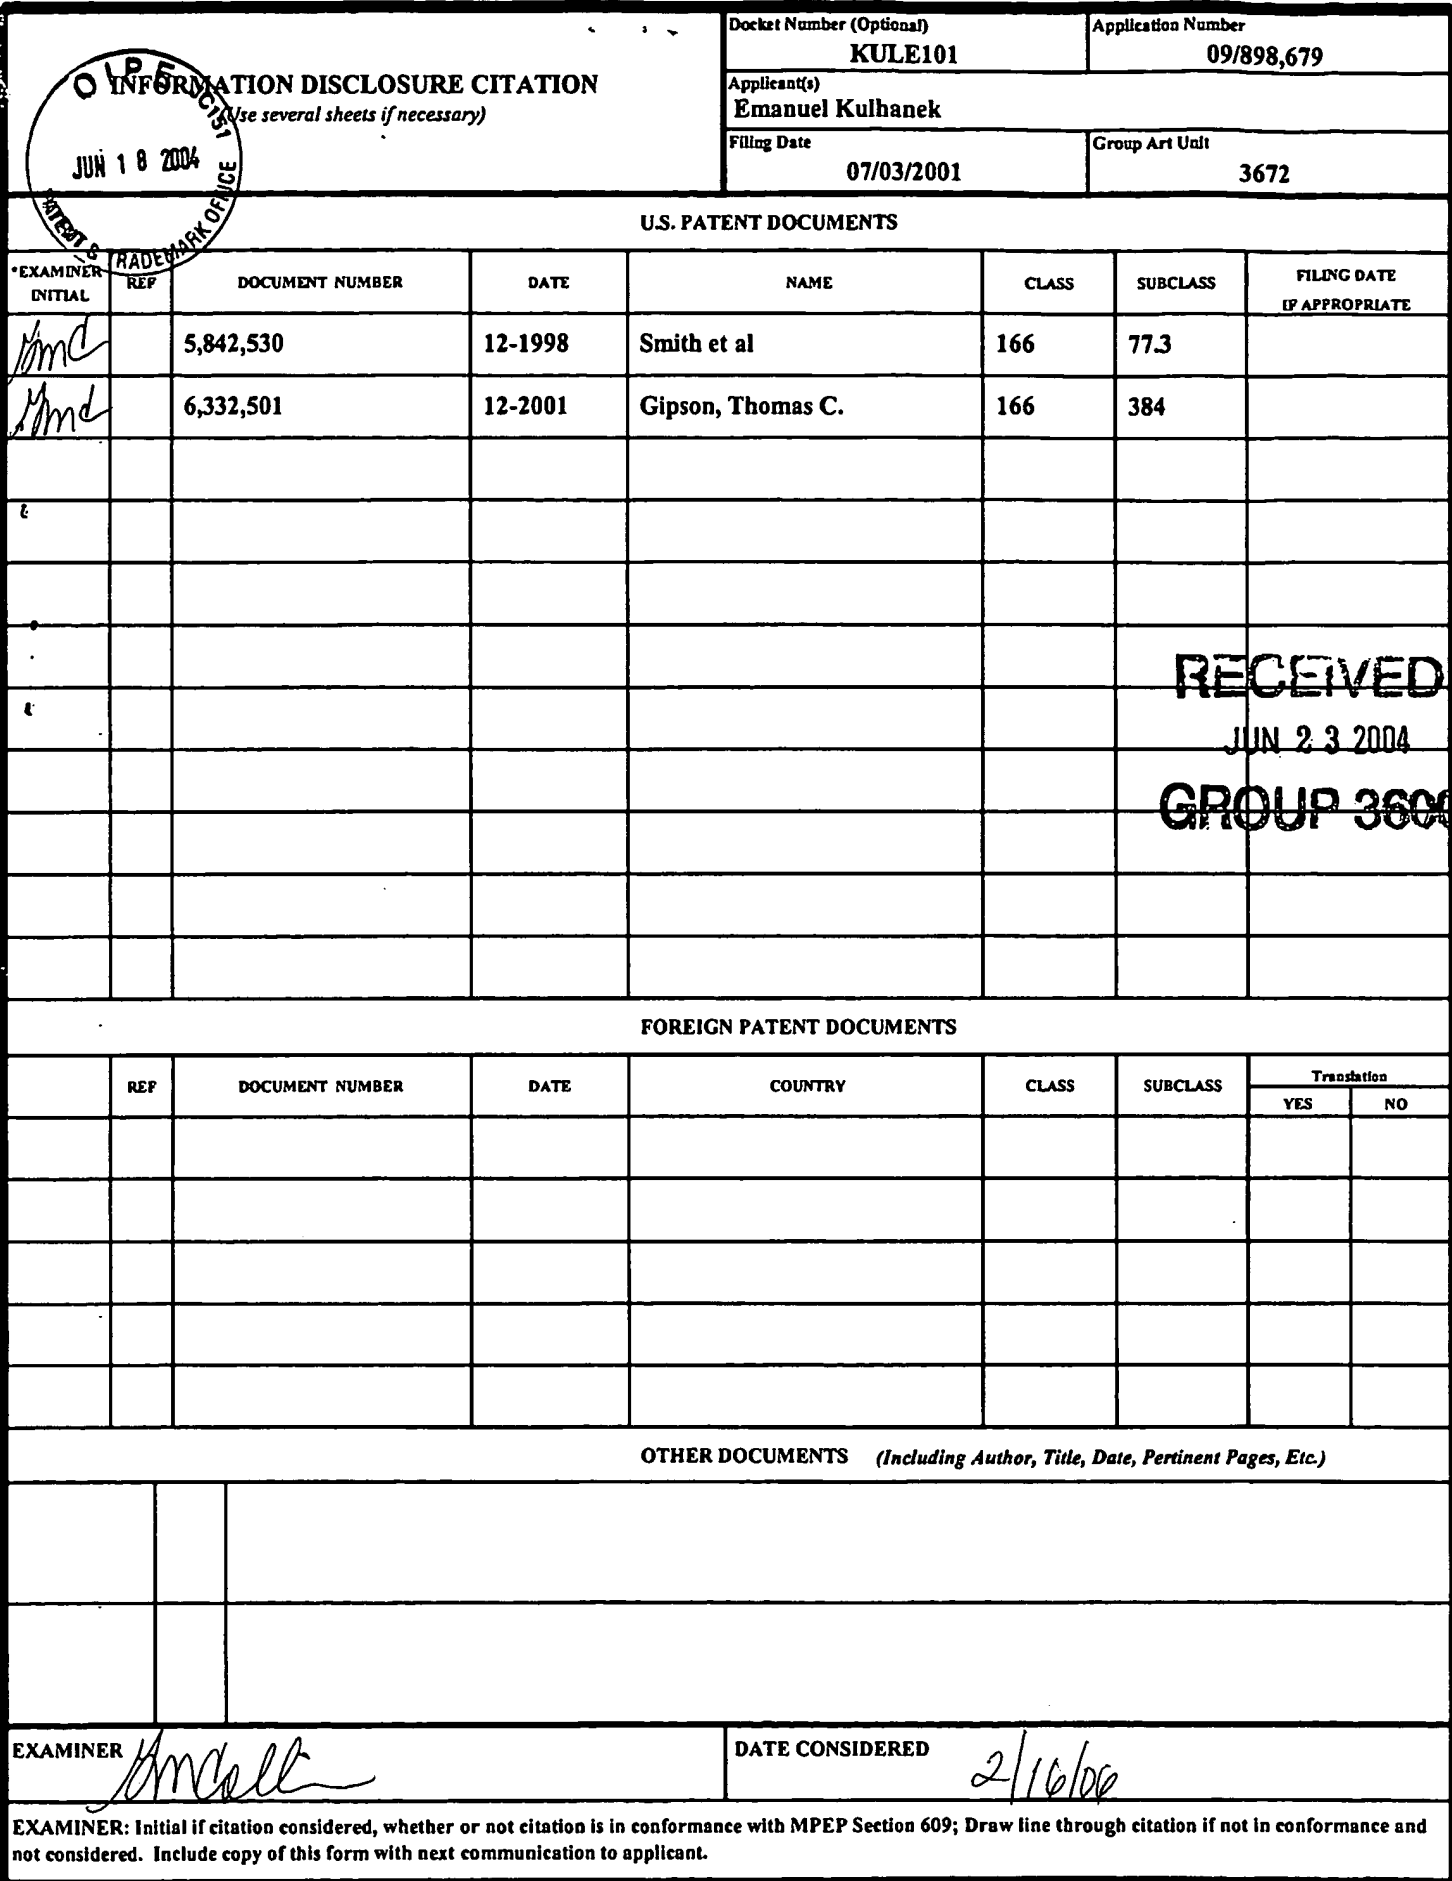 Docket Number (Optional)
KULE101
Application Number
09/898,679
INFORMATION DISCLOSURE CITATION
(Use several sheets if necessary)
Applicant(s)
Emanuel Kulhanek
Filing Date
07/03/2001
Group Art Unit
3672
OIPE JC151
JUN 18 2004
PATENT & TRADEMARK OFFICE
U.S. PATENT DOCUMENTS
*EXAMINER INITIAL REF DOCUMENT NUMBER DATE NAME CLASS SUBCLASS FILING DATE IF APPROPRIATE
5,842,530 12-1998 Smith et al 166 77.3
6,332,501 12-2001 Gipson, Thomas C. 166 384
RECEIVED
JUN 23 2004
GROUP 3600
FOREIGN PATENT DOCUMENTS
REF DOCUMENT NUMBER DATE COUNTRY CLASS SUBCLASS Translation
YES NO
OTHER DOCUMENTS (Including Author, Title, Date, Pertinent Pages, Etc.)
EXAMINER
DATE CONSIDERED 2/16/06
EXAMINER: Initial if citation considered, whether or not citation is in conformance with MPEP Section 609; Draw line through citation if not in conformance and
not considered. Include copy of this form with next communication to applicant.